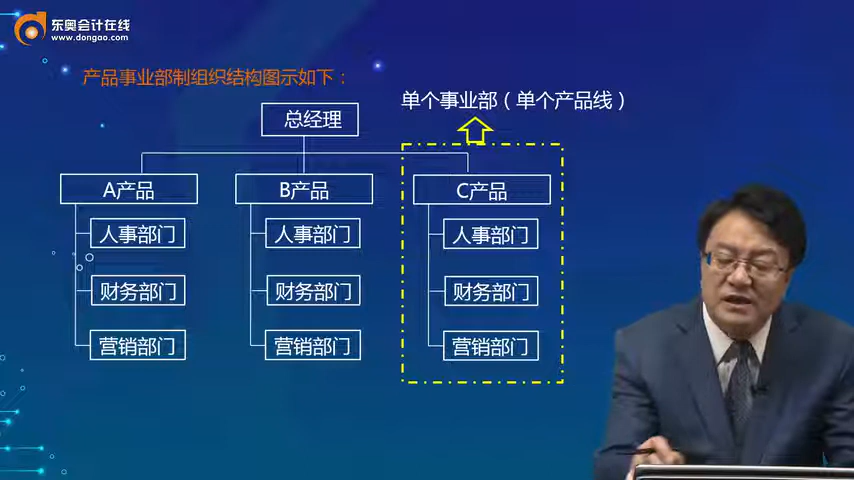 东奥会计在线
www.dongao.com
产品事业部制组织结构图示如下：
单个事业部（单个产品线）
总经理
A产品
B产品
C产品
人事部门
人事部门
人事部门
财务部门
财务部门
财务部门
营销部门
营销部门
营销部门